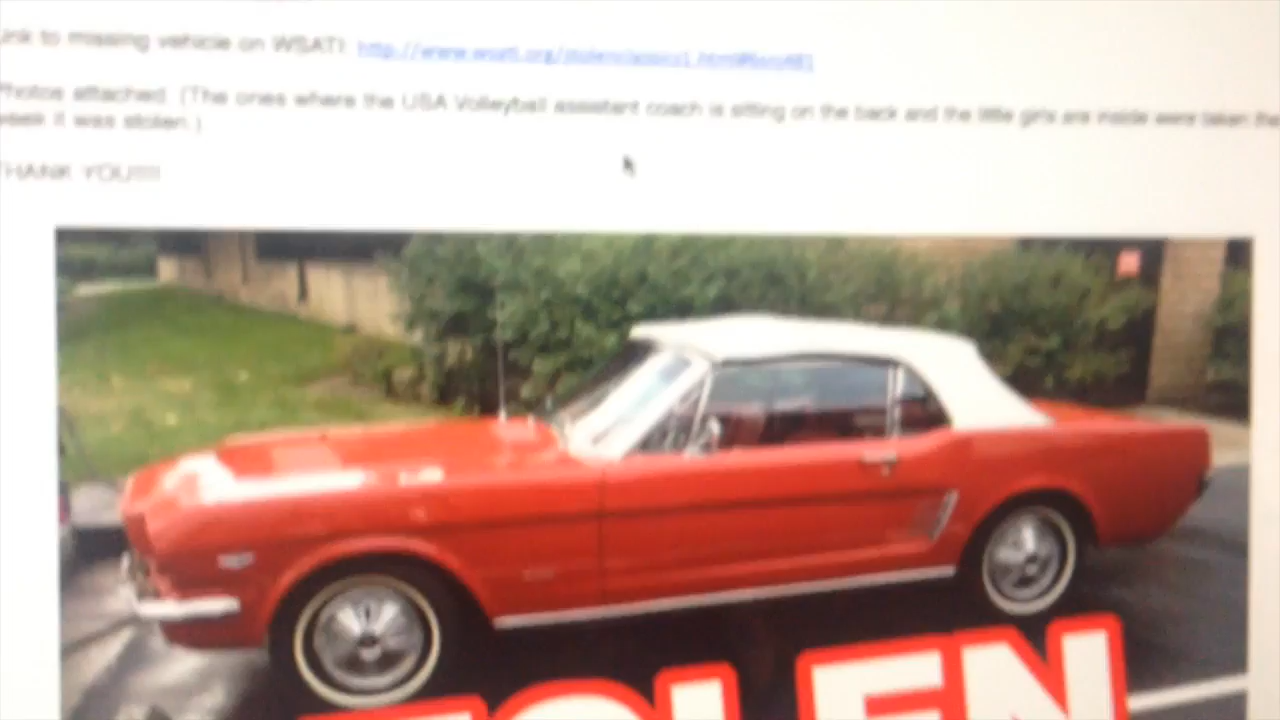 Link to missing vehicle on WSATI:
Photos attached. (The ones where the USA Volleyball assistant coach is sitting on the back and the little girls are inside were taken the
week it was stolen.)
THANK YOU!!!!
STOLEN